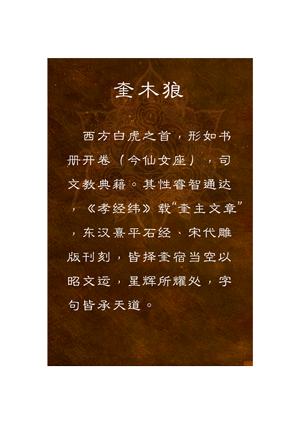 奎木狼
西方白虎之首，形如书
册开卷（今仙女座），司
文教典籍。其性睿智通达
，《孝经纬》载“奎主文章”
，东汉熹平石经、宋代雕
版刊刻，皆择奎宿当空以
昭文运，星辉所耀处，字
句皆承天道。